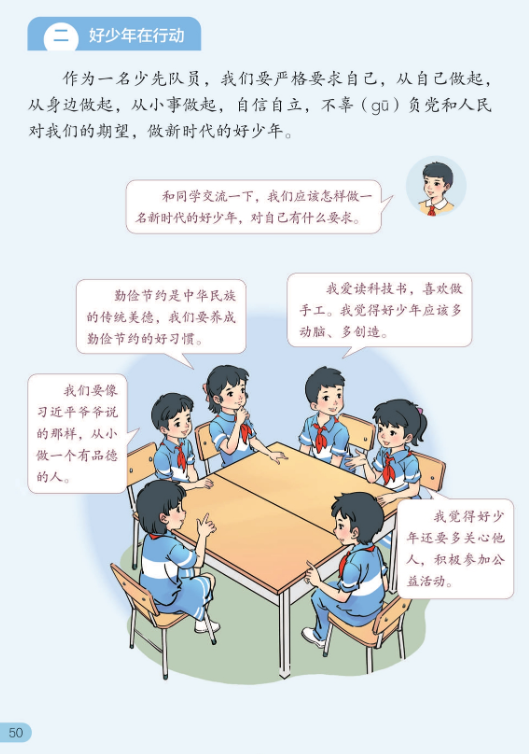 二 好少年在行动
作为一名少先队员，我们要严格要求自己，从自己做起，
从身边做起，从小事做起，自信自立，不辜（gū）负党和人民
对我们的期望，做新时代的好少年。
和同学交流一下，我们应该怎样做一
名新时代的好少年，对自己有什么要求。
勤俭节约是中华民族
的传统美德，我们要养成
勤俭节约的好习惯。
我爱读科技书，喜欢做
手工。我觉得好少年应该多
动脑、多创造。
我们要像
习近平爷爷说
的那样，从小
做一个有品德
的人。
我觉得好少
年还要多关心他
人，积极参加公
益活动。
50